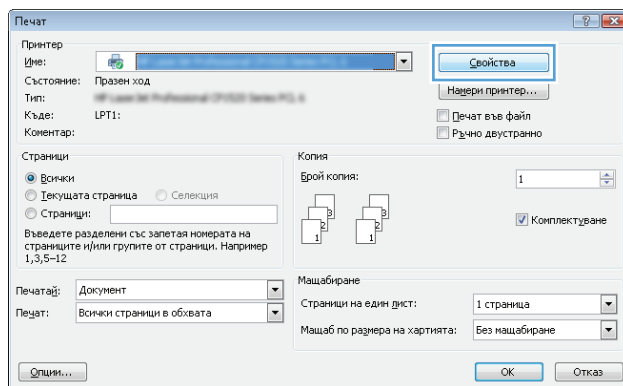 Печат
Принтер
Име:
Свойства
Състояние: Празен ход
Намери принтер...
Тип:
Къде: LPT1:
Печат във файл
Коментар:
Ръчно двустранно
Страници
Всички
Текущата страница
Селекция
Страници:
Въведете разделени със запетая номерата на
страниците и/или групите от страници. Например
1,3,5–12
Копия
Брой копия: 1
Комплектуване
Печатай: Документ
Печат: Всички страници в обхвата
Мащабиране
Страници на един лист: 1 страница
Мащаб по размера на хартията: Без мащабиране
Опции...
OK
Отказ